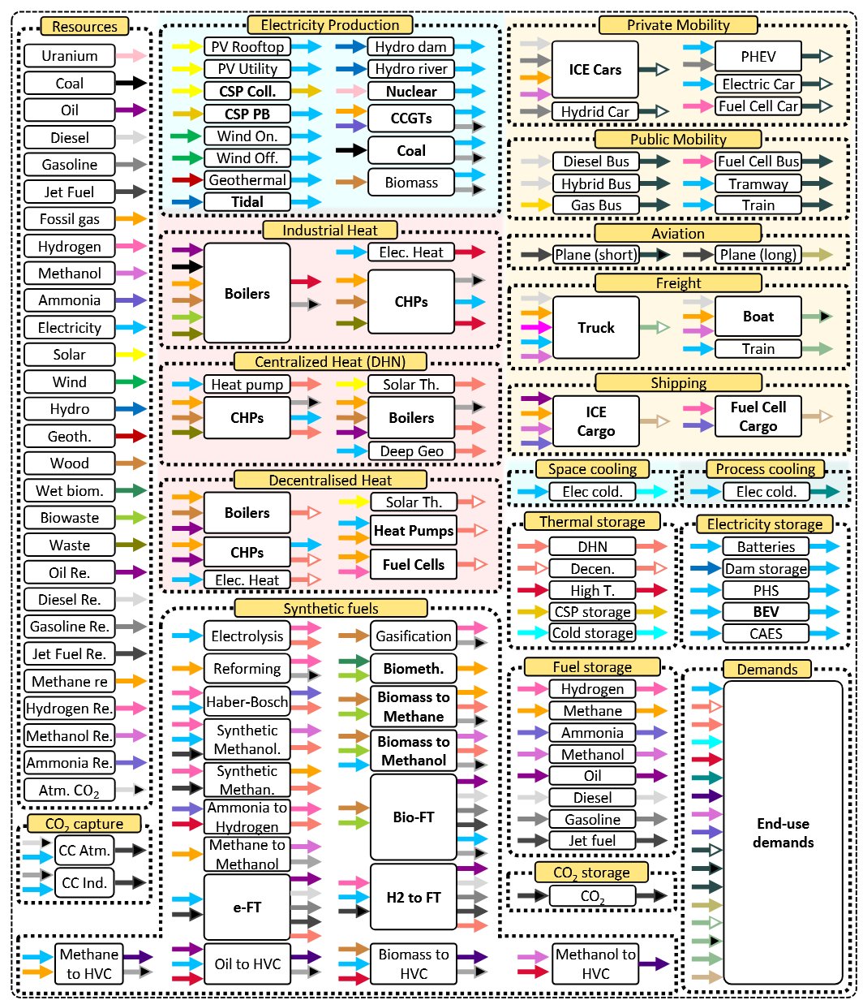 Resources
Uranium
Coal
Oil
Diesel
Gasoline
Jet Fuel
Fossil gas
Hydrogen
Methanol
Ammonia
Electricity
Solar
Wind
Hydro
Geoth.
Wood
Wet biom.
Biowaste
Waste
Oil Re.
Diesel Re.
Gasoline Re.
Jet Fuel Re.
Methane re
Hydrogen Re.
Methanol Re.
Ammonia Re.
Atm. CO₂
CO₂ capture
CC Atm.
CC Ind.
Electricity Production
PV Rooftop
PV Utility
CSP Coll.
CSP PB
Wind On.
Wind Off.
Geothermal
Tidal
Hydro dam
Hydro river
Nuclear
CCGTs
Coal
Biomass
Industrial Heat
Boilers
Elec. Heat
CHPs
Centralized Heat (DHN)
Heat pump
CHPs
Solar Th.
Boilers
Deep Geo
Decentralised Heat
Boilers
CHPs
Elec. Heat
Solar Th.
Heat Pumps
Fuel Cells
Synthetic fuels
Electrolysis
Reforming
Haber-Bosch
Synthetic
Methanol.
Synthetic
Methan.
Ammonia to
Hydrogen
Methane to
Methanol
e-FT
Gasification
Biometh.
Biomass to
Methane
Biomass to
Methanol
Bio-FT
H2 to FT
Methane
to HVC
Oil to HVC
Biomass to
HVC
Methanol to
HVC
Private Mobility
ICE Cars
Hydrid Car
PHEV
Electric Car
Fuel Cell Car
Public Mobility
Diesel Bus
Hybrid Bus
Gas Bus
Fuel Cell Bus
Tramway
Train
Aviation
Plane (short)
Plane (long)
Freight
Truck
Boat
Train
Shipping
ICE
Cargo
Fuel Cell
Cargo
Space cooling
Elec cold.
Process cooling
Elec cold.
Thermal storage
DHN
Decen.
High T.
CSP storage
Cold storage
Electricity storage
Batteries
Dam storage
PHS
BEV
CAES
Fuel storage
Hydrogen
Methane
Ammonia
Methanol
Oil
Diesel
Gasoline
Jet fuel
CO₂ storage
CO₂
Demands
End-use
demands